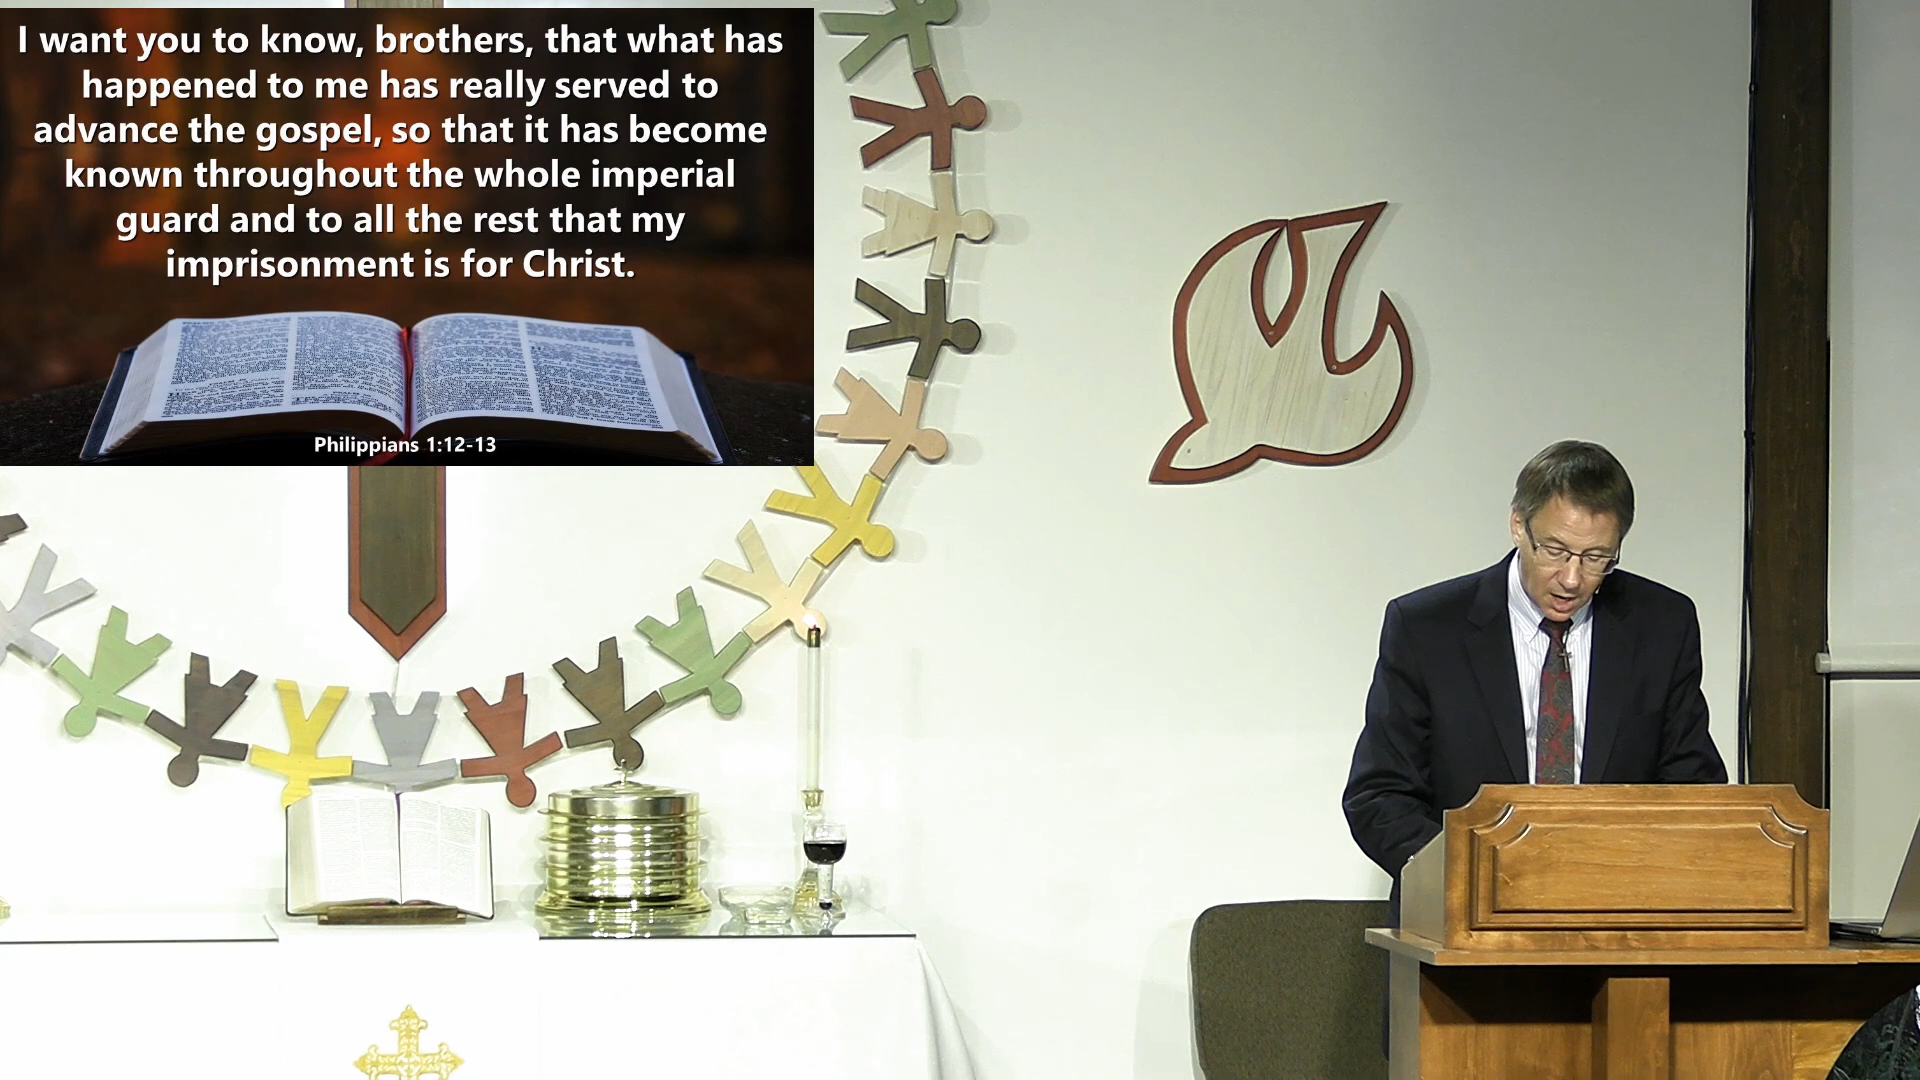 I want you to know, brothers, that what has
happened to me has really served to
advance the gospel, so that it has become
known throughout the whole imperial
guard and to all the rest that my
imprisonment is for Christ.
Philippians 1:12-13